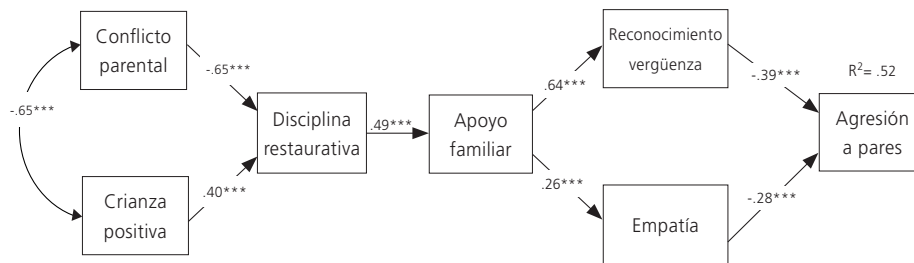 Conflicto
parental
-.65***
-.65***
Crianza
positiva
.40***
Disciplina
restaurativa
.49***
Apoyo
familiar
.64***
.26***
Reconocimiento
vergüenza
Empatía
-.39***
-.28***
R²= .52
Agresión
a pares